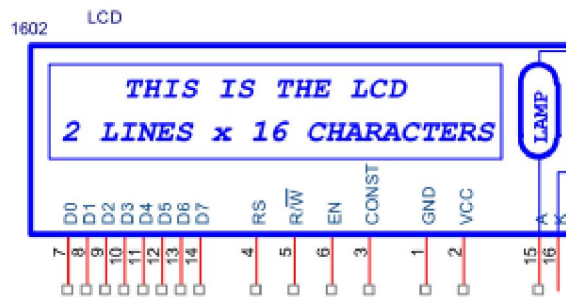 LCD
1602
THIS IS THE LCD
2 LINES x 16 CHARACTERS
LAMP
D0 D1 D2 D3 D4 D5 D6 D7 RS R/W EN CONST GND VCC A K
7 8 9 10 11 12 13 14 4 5 6 3 1 2 15 16